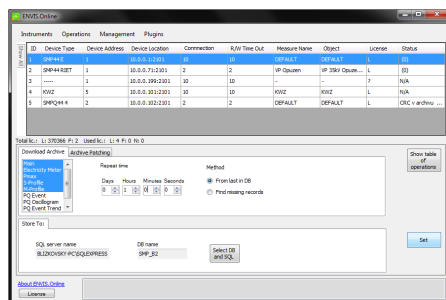 ENVIS.Online
Instruments Operations Management Plugins
Show All
ID Device Type Device Address Device Location Connection R/W Time Out Measure Name Object License Status
1 SMP44 E 1 10.0.0.1:2101 10 10 DEFAULT DEFAULT L (0)
2 SMP44 RIET 1 10.0.0.71:2101 2 2 VP Opuzen VP 35kV Opuze... L (0)
3 ----- 1 10.0.0.199:2101 10 10 - - ? N/A
4 KWZ 5 10.0.0.101:2101 10 10 KWZ KWZ L N/A
5 SMPQ44 4 2 10.0.0.102:2101 2 2 DEFAULT DEFAULT L CRC v archivu ...
Total lic.: L: 370366 F: 2 Used lic.: L: 4 F: 0 N: 0
Download Archive Archive Patching
Main
Electricity Meter
Pmax
S-Profile
M-Profile
PQ Event
PQ Oscillogram
PQ Event Trend
Repeat time
Days Hours Minutes Seconds
0 1 0 0
Method
From last in DB
Find missing records
Show table of operations
Store To:
SQL server name
BLIZKOVSKY-PC\SQLEXPRESS
DB name
SMP_B2
Select DB and SQL
Set
About ENVIS.Online
License